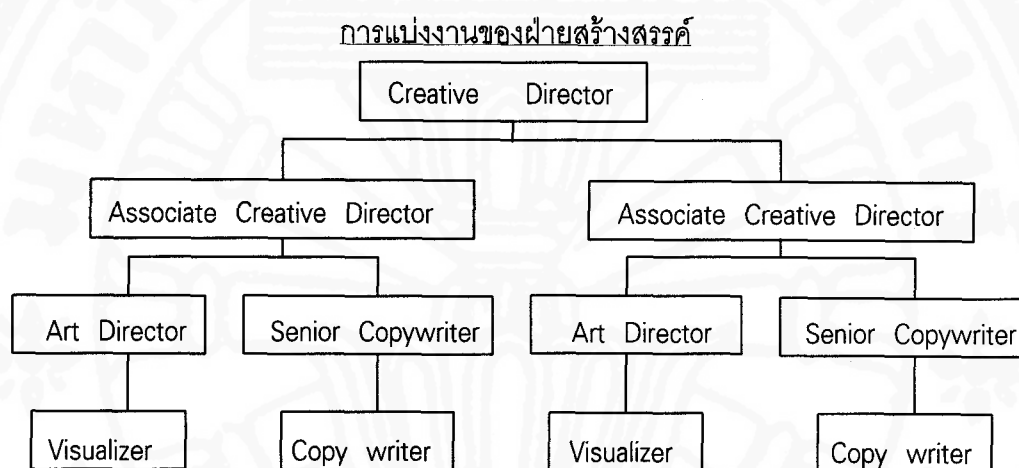 การแบ่งงานของฝ่ายสร้างสรรค์
Creative Director
Associate Creative Director Associate Creative Director
Art Director Senior Copywriter Art Director Senior Copywriter
Visualizer Copy writer Visualizer Copy writer